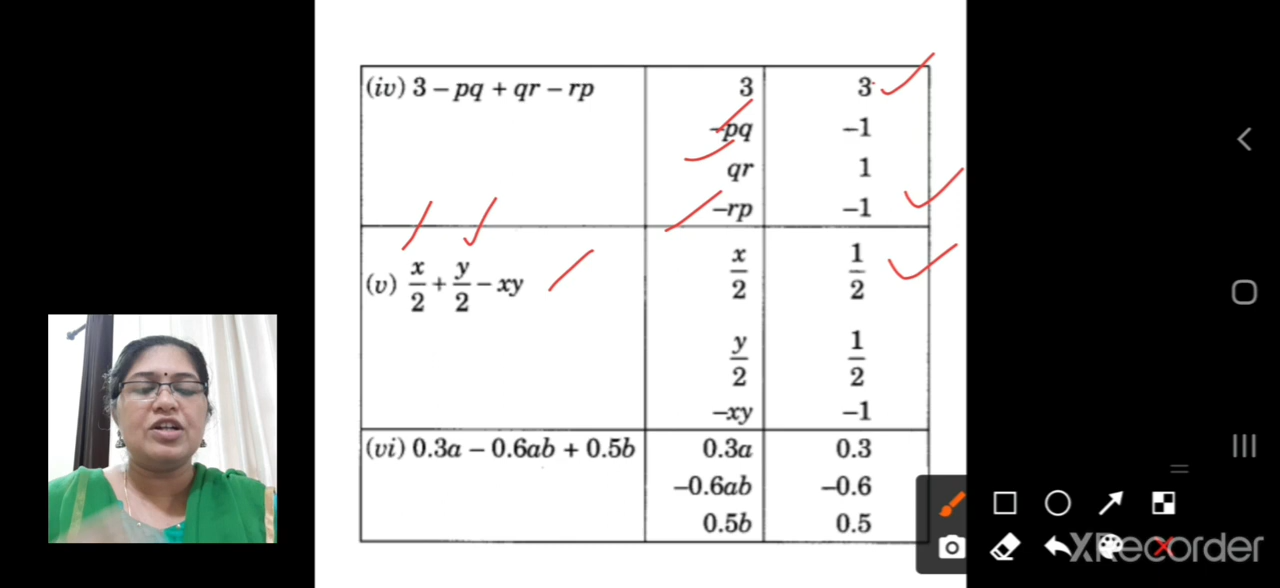 (iv) 3 – pq + qr – rp 3 3
–pq –1
qr 1
–rp –1
(v) x/2 + y/2 – xy x/2 1/2
y/2 1/2
–xy –1
(vi) 0.3a – 0.6ab + 0.5b 0.3a 0.3
–0.6ab –0.6
0.5b 0.5
XRecorder